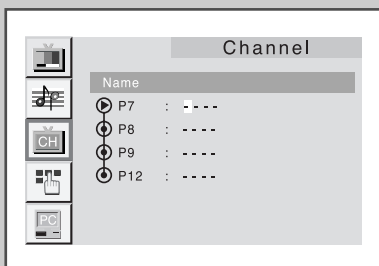 Channel
Name
P7 : - - - -
P8 : - - - -
P9 : - - - -
P12 : - - - -
CH
PC